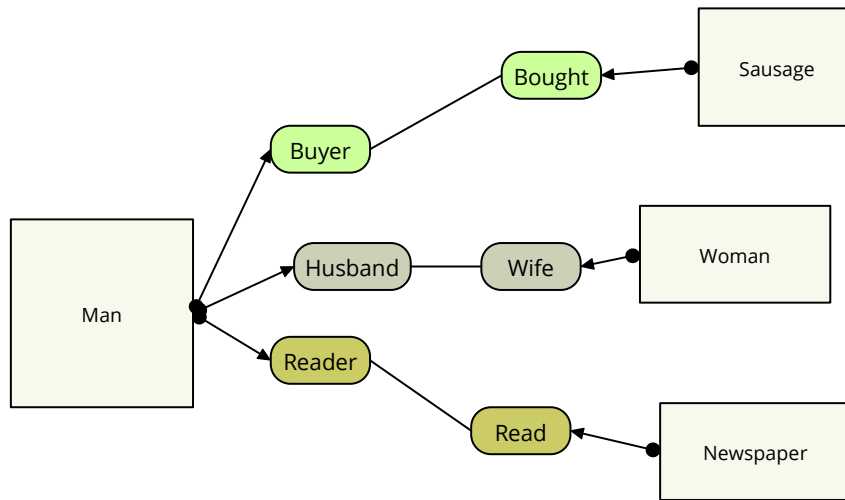 Sausage
Bought
Buyer
Woman
Husband
Wife
Man
Reader
Read
Newspaper